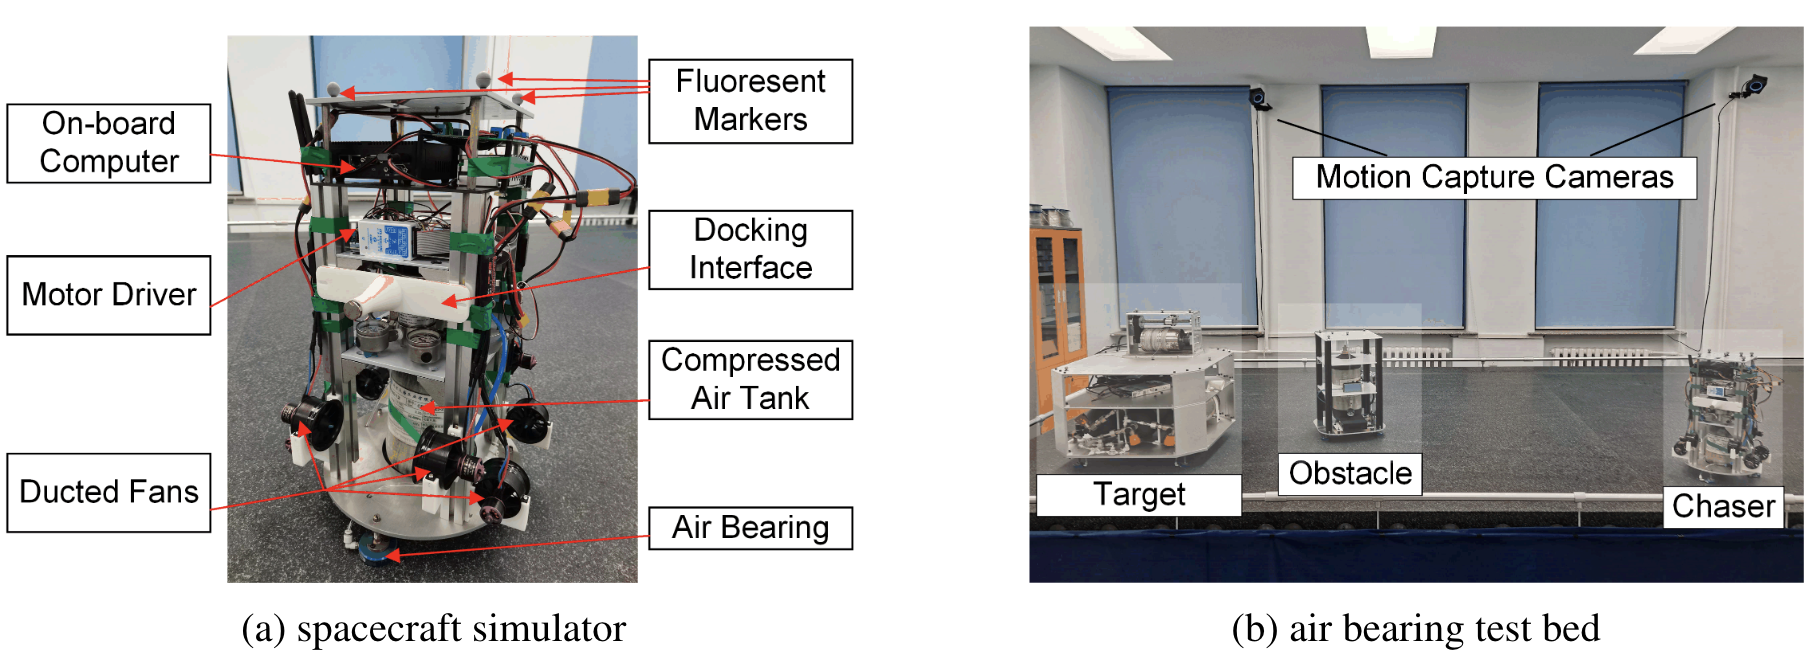 On-board
Computer
Motor Driver
Ducted Fans
Fluoresent
Markers
Docking
Interface
Compressed
Air Tank
Air Bearing
(a) spacecraft simulator
Motion Capture Cameras
Target
Obstacle
Chaser
(b) air bearing test bed